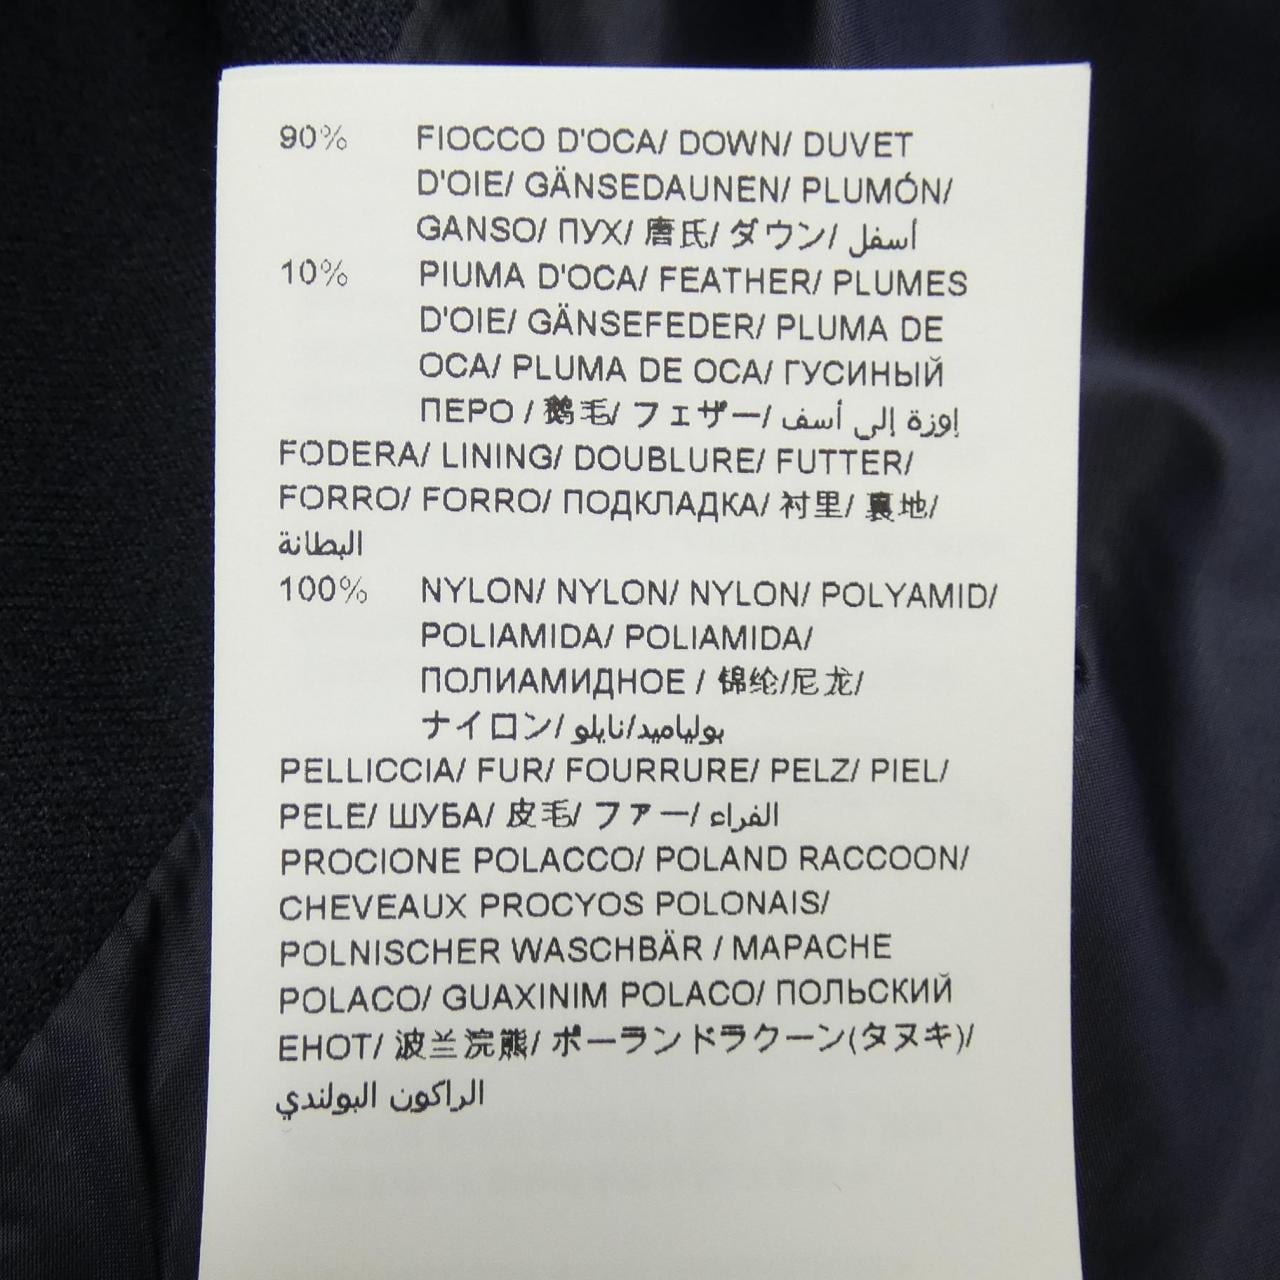 90% FIOCCO D'OCA/ DOWN/ DUVET
D'OIE/ GÄNSEDAUNEN/ PLUMÓN/
GANSO/ ПУХ/ 唐氏/ ダウン/ أسفل
10% PIUMA D'OCA/ FEATHER/ PLUMES
D'OIE/ GÄNSEFEDER/ PLUMA DE
OCA/ PLUMA DE OCA/ ГУСИНЫЙ
ПЕРО / 鹅毛/ フェザー/ إوزة إلى أسف
FODERA/ LINING/ DOUBLURE/ FUTTER/
FORRO/ FORRO/ ПОДКЛАДКА/ 衬里/ 裏地/
البطانة
100% NYLON/ NYLON/ NYLON/ POLYAMID/
POLIAMIDA/ POLIAMIDA/
ПОЛИАМИДНОЕ / 锦纶/尼龙/
ナイロン/ بولياميد/نايلو
PELLICCIA/ FUR/ FOURRURE/ PELZ/ PIEL/
PELE/ ШУБА/ 皮毛/ ファー/ الفراء
PROCIONE POLACCO/ POLAND RACCOON/
CHEVEAUX PROCYOS POLONAIS/
POLNISCHER WASCHBÄR / MAPACHE
POLACO/ GUAXINIM POLACO/ ПОЛЬСКИЙ
ЕНОТ/ 波兰浣熊/ ポーランドラクーン(タヌキ)/
الراكون البولندي